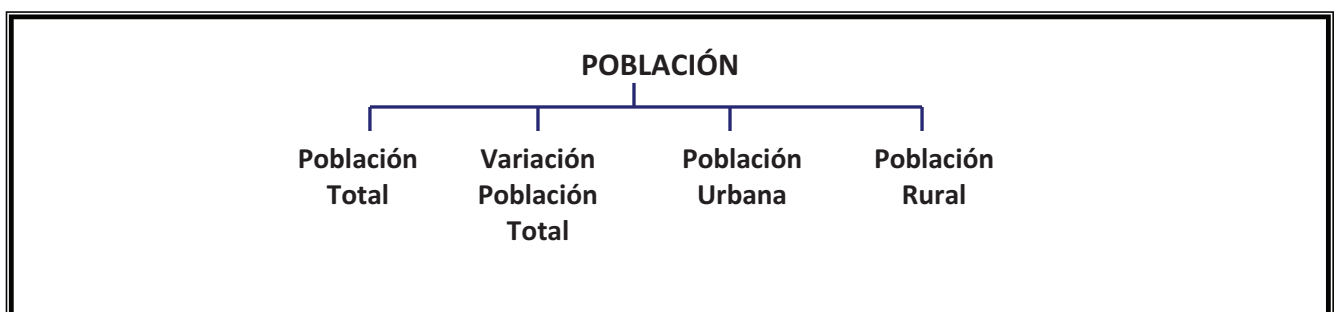 POBLACIÓN
Población
Total
Variación
Población
Total
Población
Urbana
Población
Rural